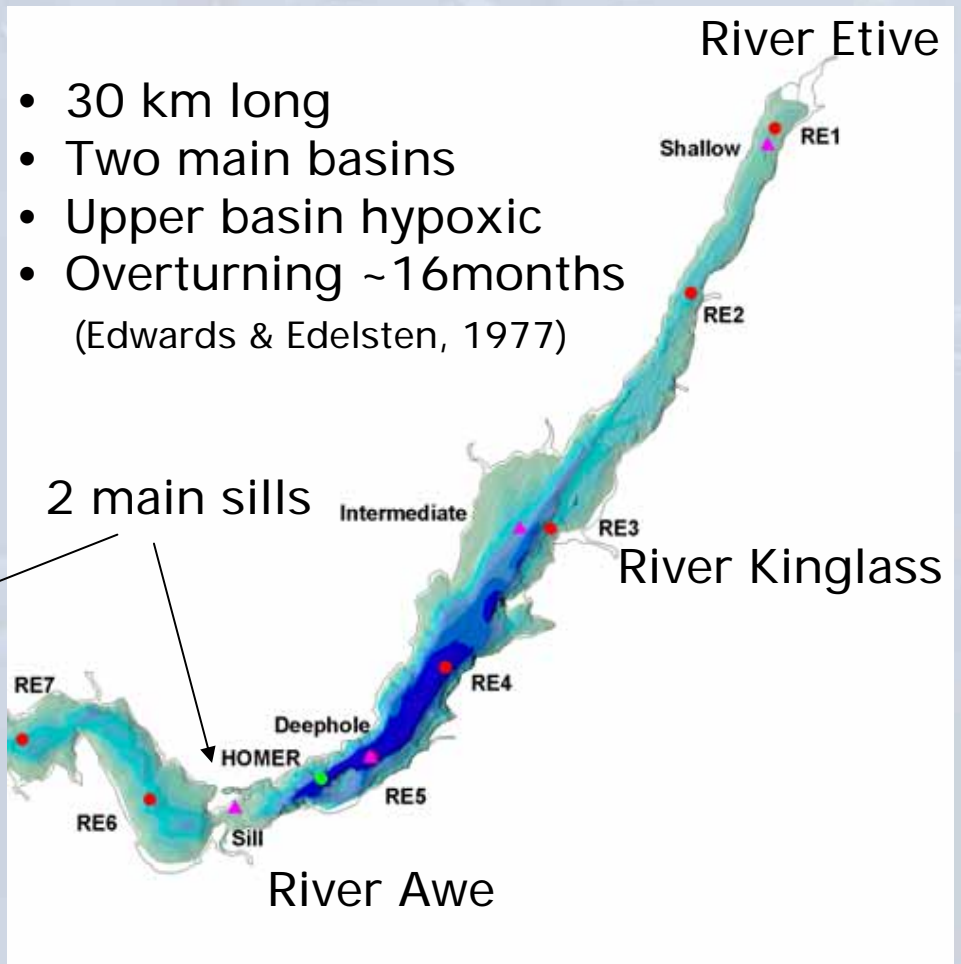 River Etive
• 30 km long
• Two main basins
• Upper basin hypoxic
• Overturning ~16months
(Edwards & Edelsten, 1977)
RE1
Shallow
RE2
2 main sills
Intermediate
RE3
River Kinglass
RE4
RE7
Deephole
HOMER
RE5
RE6
Sill
River Awe